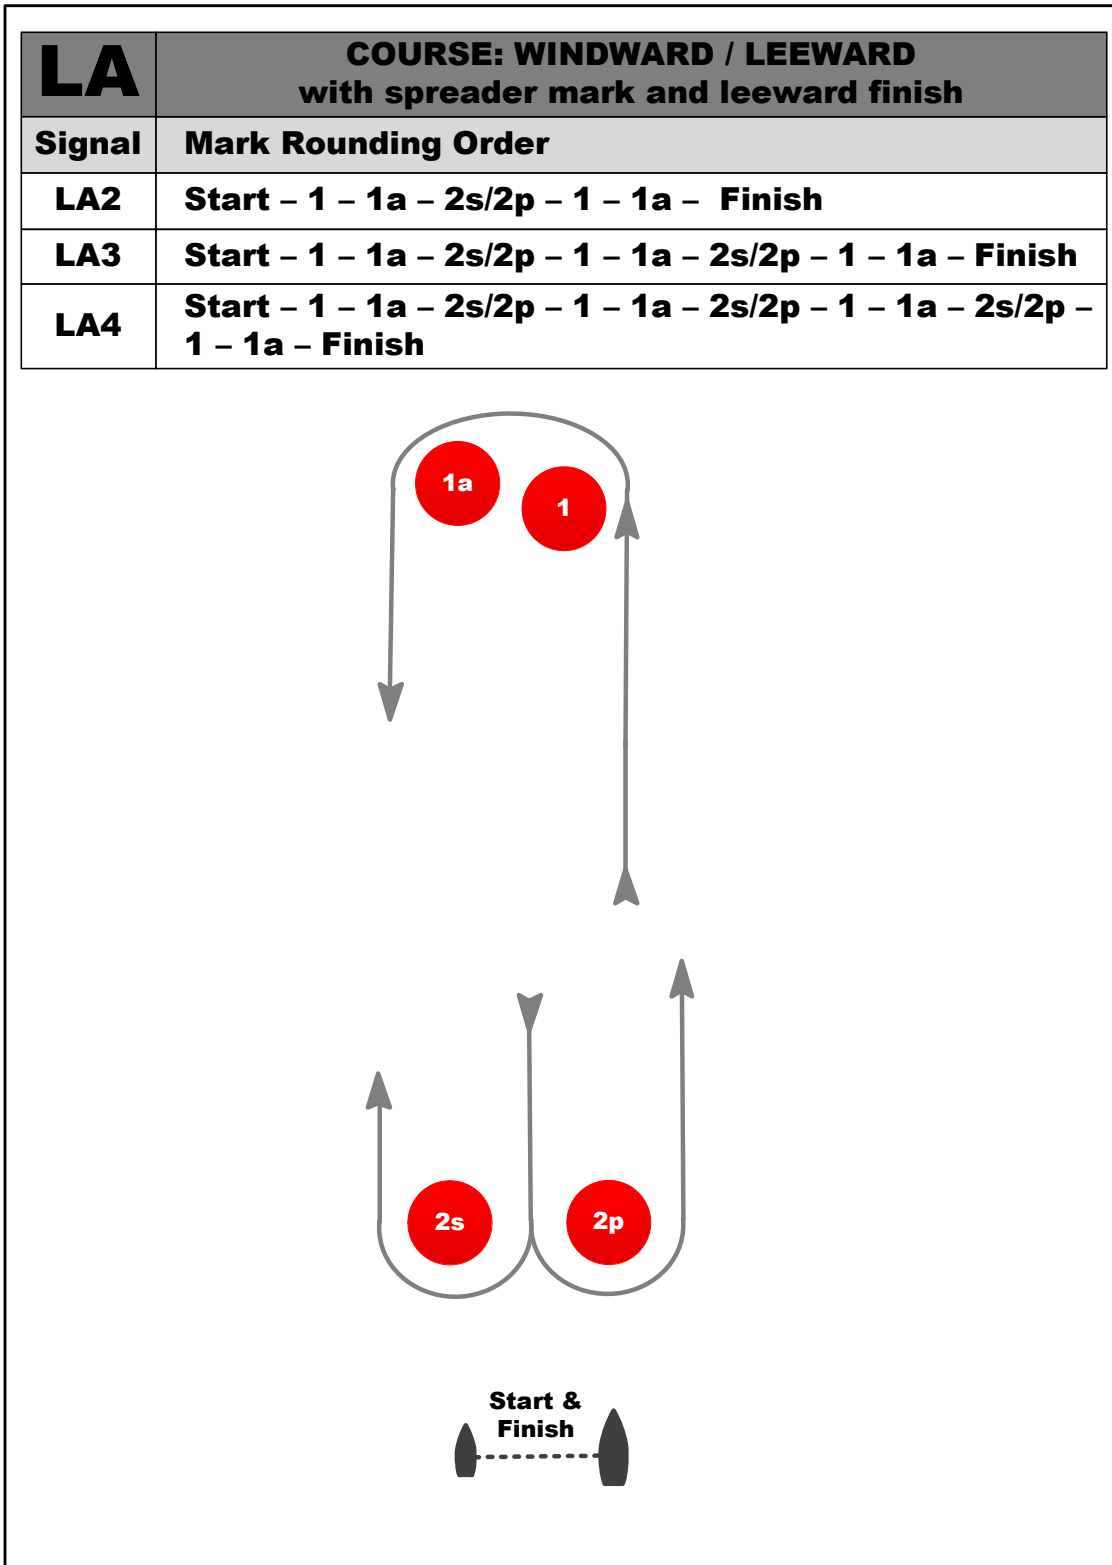 LA
COURSE: WINDWARD / LEEWARD
with spreader mark and leeward finish
Signal Mark Rounding Order
LA2 Start – 1 – 1a – 2s/2p – 1 – 1a – Finish
LA3 Start – 1 – 1a – 2s/2p – 1 – 1a – 2s/2p – 1 – 1a – Finish
LA4 Start – 1 – 1a – 2s/2p – 1 – 1a – 2s/2p – 1 – 1a – 2s/2p –
1 – 1a – Finish
1a
1
2s
2p
Start &
Finish